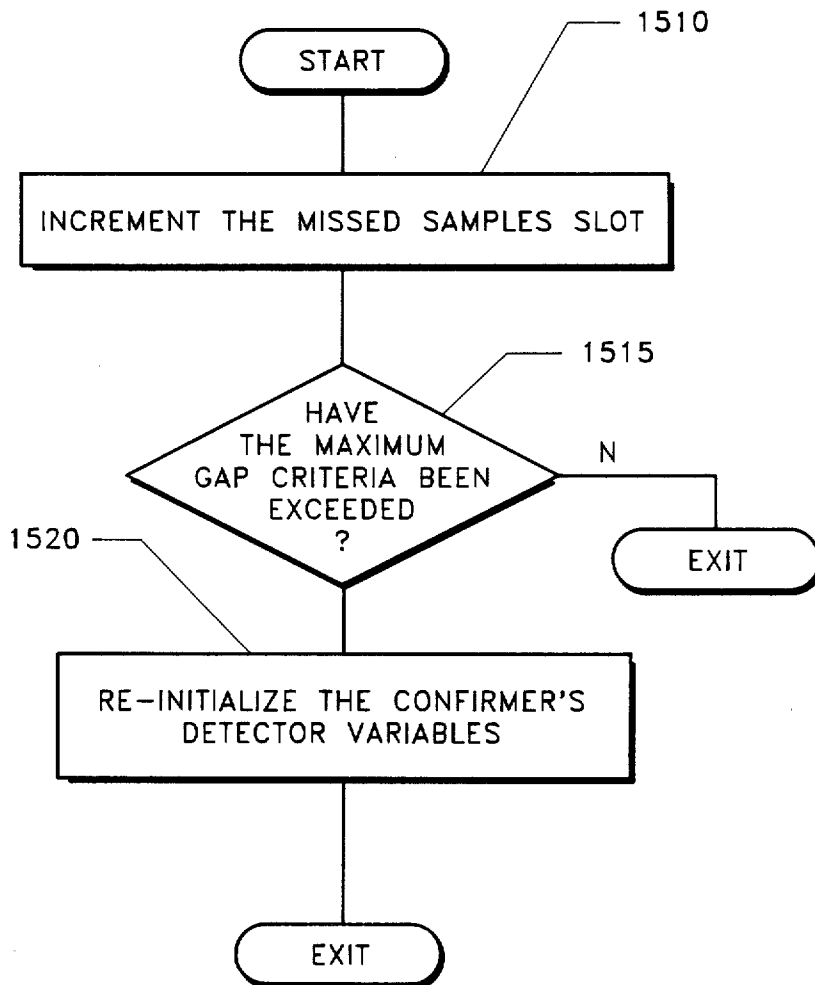 1510
START
INCREMENT THE MISSED SAMPLES SLOT
1515
HAVE
THE MAXIMUM
GAP CRITERIA BEEN
EXCEEDED
?
N
EXIT
1520
RE-INITIALIZE THE CONFIRMER'S
DETECTOR VARIABLES
EXIT